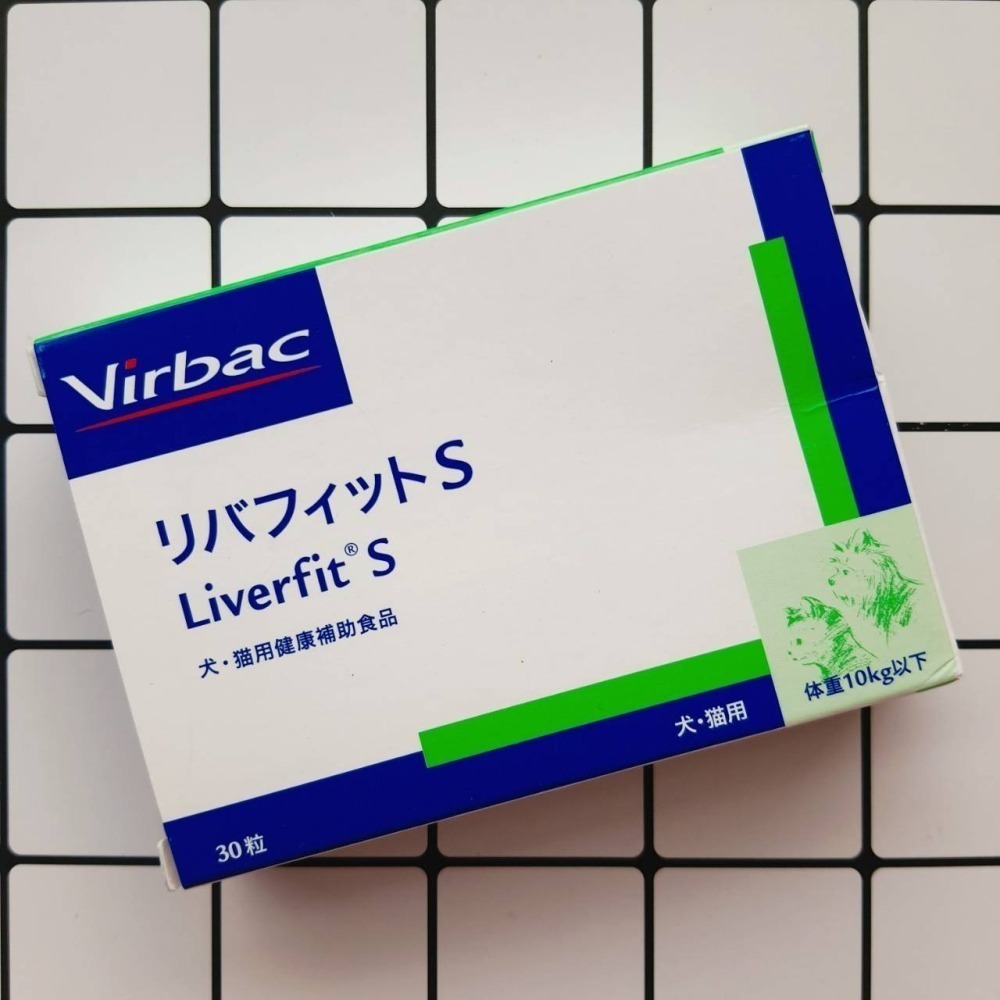 Virbac
リバフィットS
Liverfit® S
犬・猫用健康補助食品
体重10kg以下
犬・猫用
30粒